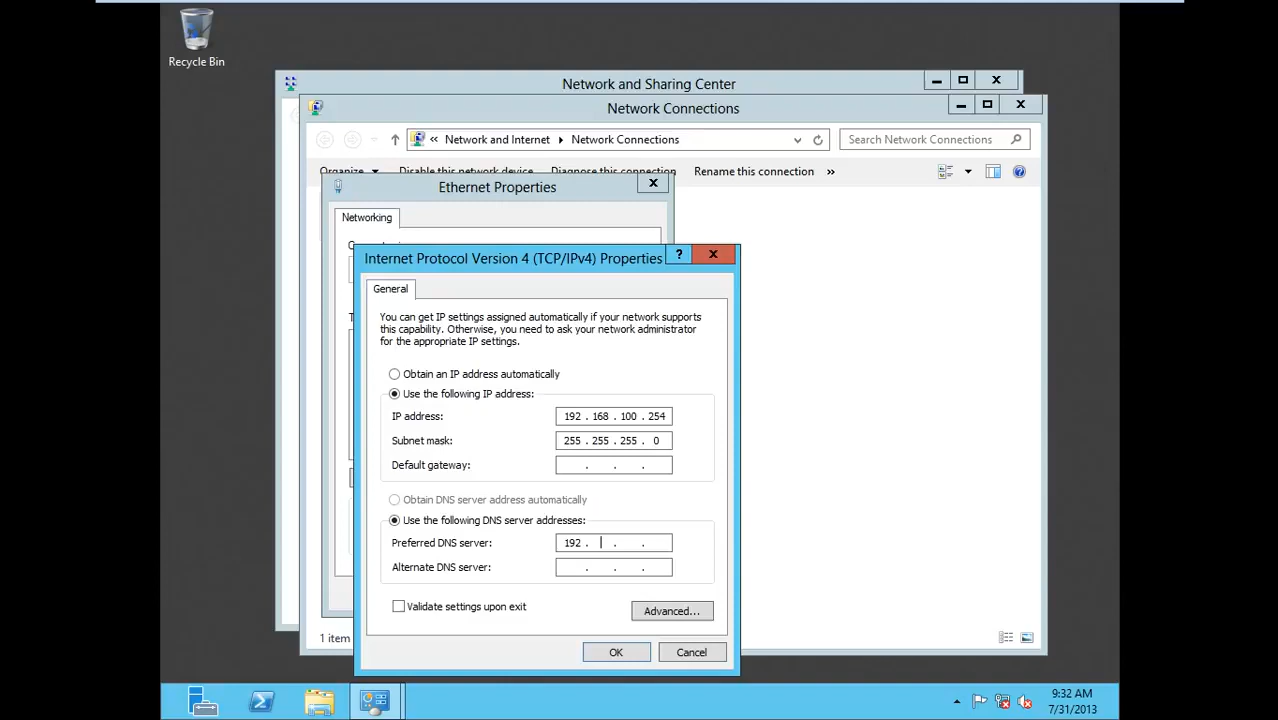 Recycle Bin
Network and Sharing Center
Network Connections
« Network and Internet Network Connections
Search Network Connections
Organize Disable this network device Diagnose this connection Rename this connection »
Ethernet Properties
Networking
Internet Protocol Version 4 (TCP/IPv4) Properties ?
General
You can get IP settings assigned automatically if your network supports
this capability. Otherwise, you need to ask your network administrator
for the appropriate IP settings.
Obtain an IP address automatically
Use the following IP address:
IP address: 192 . 168 . 100 . 254
Subnet mask: 255 . 255 . 255 . 0
Default gateway: . . .
Obtain DNS server address automatically
Use the following DNS server addresses:
Preferred DNS server: 192 . . .
Alternate DNS server: . . .
Validate settings upon exit
Advanced...
1 item
OK Cancel
9:32 AM
7/31/2013